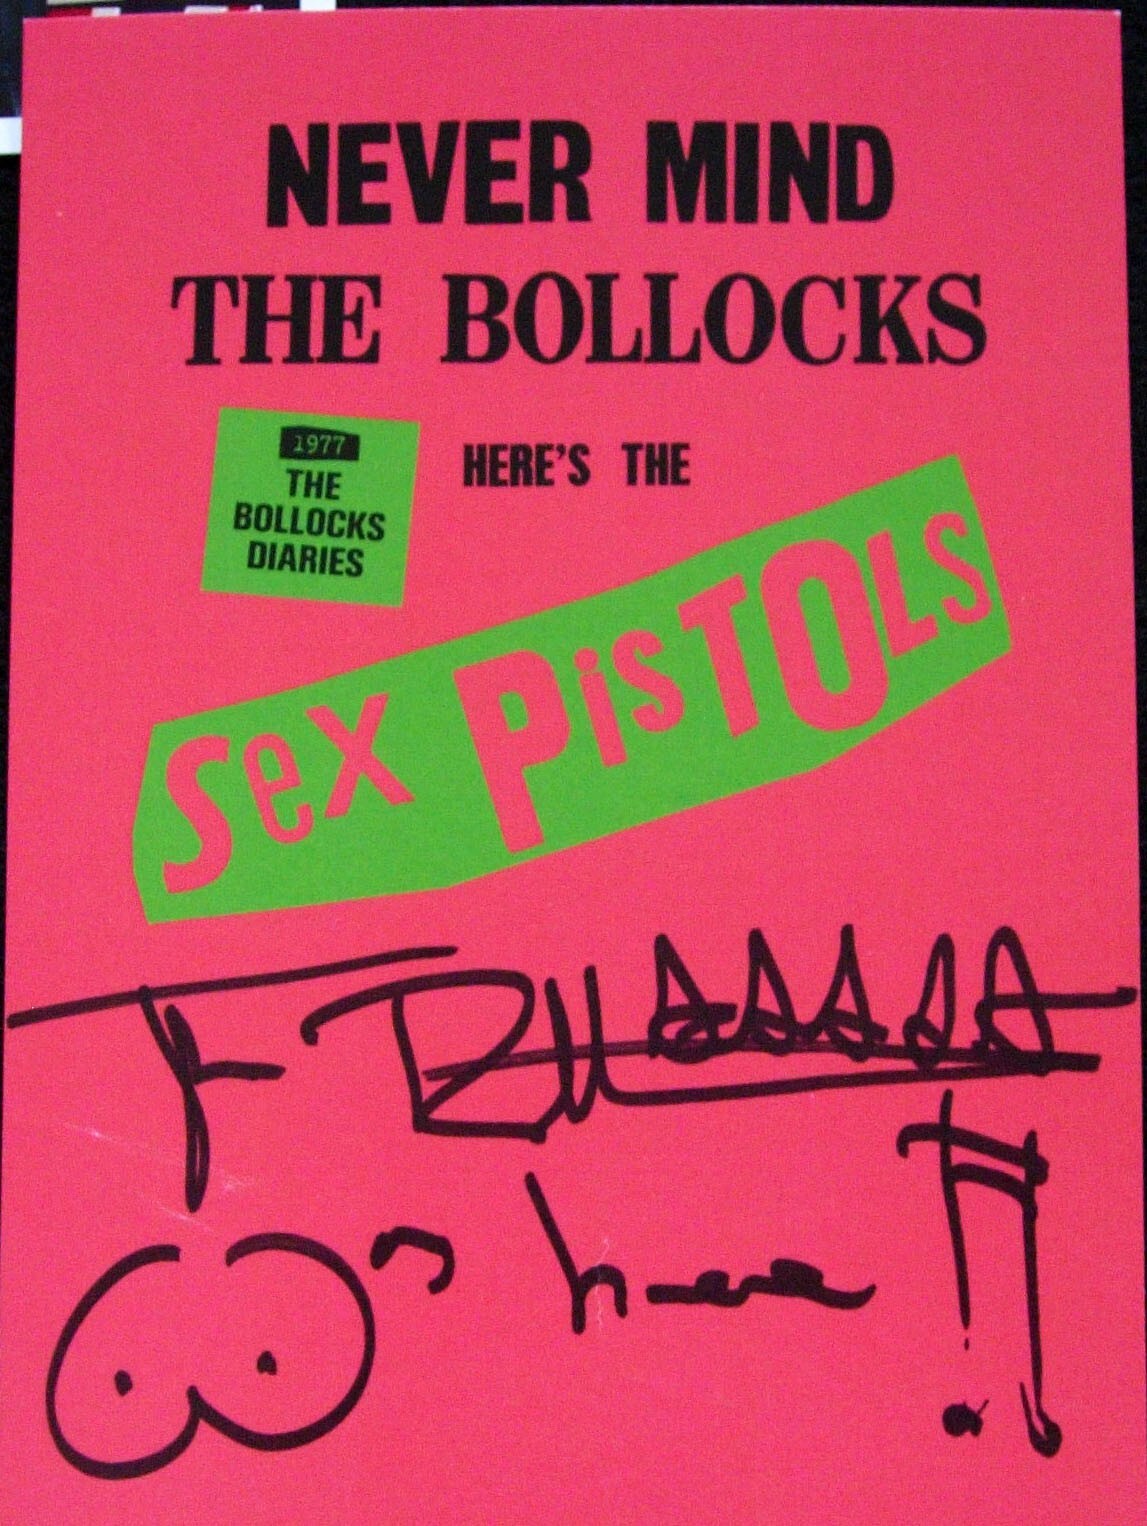 NEVER MIND
THE BOLLOCKS
1977
THE
BOLLOCKS
DIARIES
HERE'S THE
Sex PiSTOLS